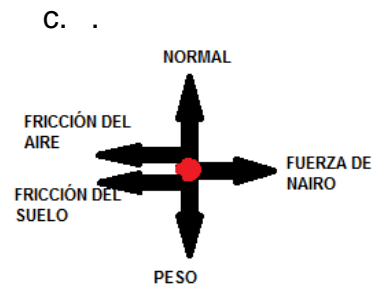 c. .
NORMAL
FRICCIÓN DEL
AIRE
FUERZA DE
NAIRO
FRICCIÓN DEL
SUELO
PESO